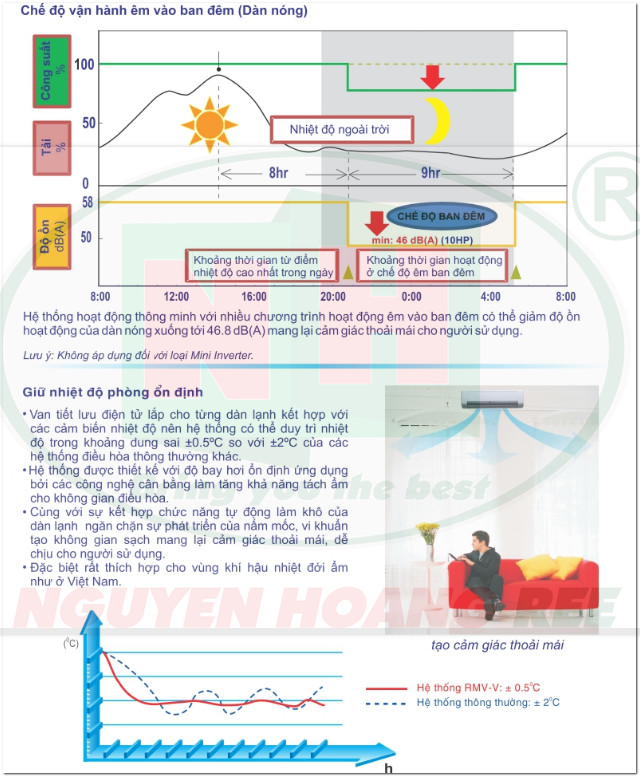 Chế độ vận hành êm vào ban đêm (Dàn nóng)
Công suất
%
Tải
%
Độ ồn
dB(A)
100
50
0
58
50
Nhiệt độ ngoài trời
8hr
9hr
CHẾ ĐỘ BAN ĐÊM
min: 46 dB(A) (10HP)
Khoảng thời gian từ điểm
nhiệt độ cao nhất trong ngày
Khoảng thời gian hoạt động
ở chế độ êm ban đêm
8:00 12:00 16:00 20:00 0:00 4:00 8:00
Hệ thống hoạt động thông minh với nhiều chương trình hoạt động êm vào ban đêm có thể giảm độ ồn
hoạt động của dàn nóng xuống tới 46.8 dB(A) mang lại cảm giác thoải mái cho người sử dụng.
Lưu ý: Không áp dụng đối với loại Mini Inverter.
Giữ nhiệt độ phòng ổn định
• Van tiết lưu điện tử lắp cho từng dàn lạnh kết hợp với
các cảm biến nhiệt độ nên hệ thống có thể duy trì nhiệt
độ trong khoảng dung sai ±0.5ºC so với ±2ºC của các
hệ thống điều hòa thông thường khác.
• Hệ thống được thiết kế với độ bay hơi ổn định ứng dụng
bởi các công nghệ cân bằng làm tăng khả năng tách ẩm
cho không gian điều hòa.
• Cùng với sự kết hợp chức năng tự động làm khô của
dàn lạnh ngăn chặn sự phát triển của nấm mốc, vi khuẩn
tạo không gian sạch mang lại cảm giác thoải mái, dễ
chịu cho người sử dụng.
• Đặc biệt rất thích hợp cho vùng khí hậu nhiệt đới ẩm
như ở Việt Nam.
you the best
®
NGUYEN HOANG REE
tạo cảm giác thoải mái
(⁰C)
h
Hệ thống RMV-V: ± 0.5⁰C
Hệ thống thông thường: ± 2⁰C